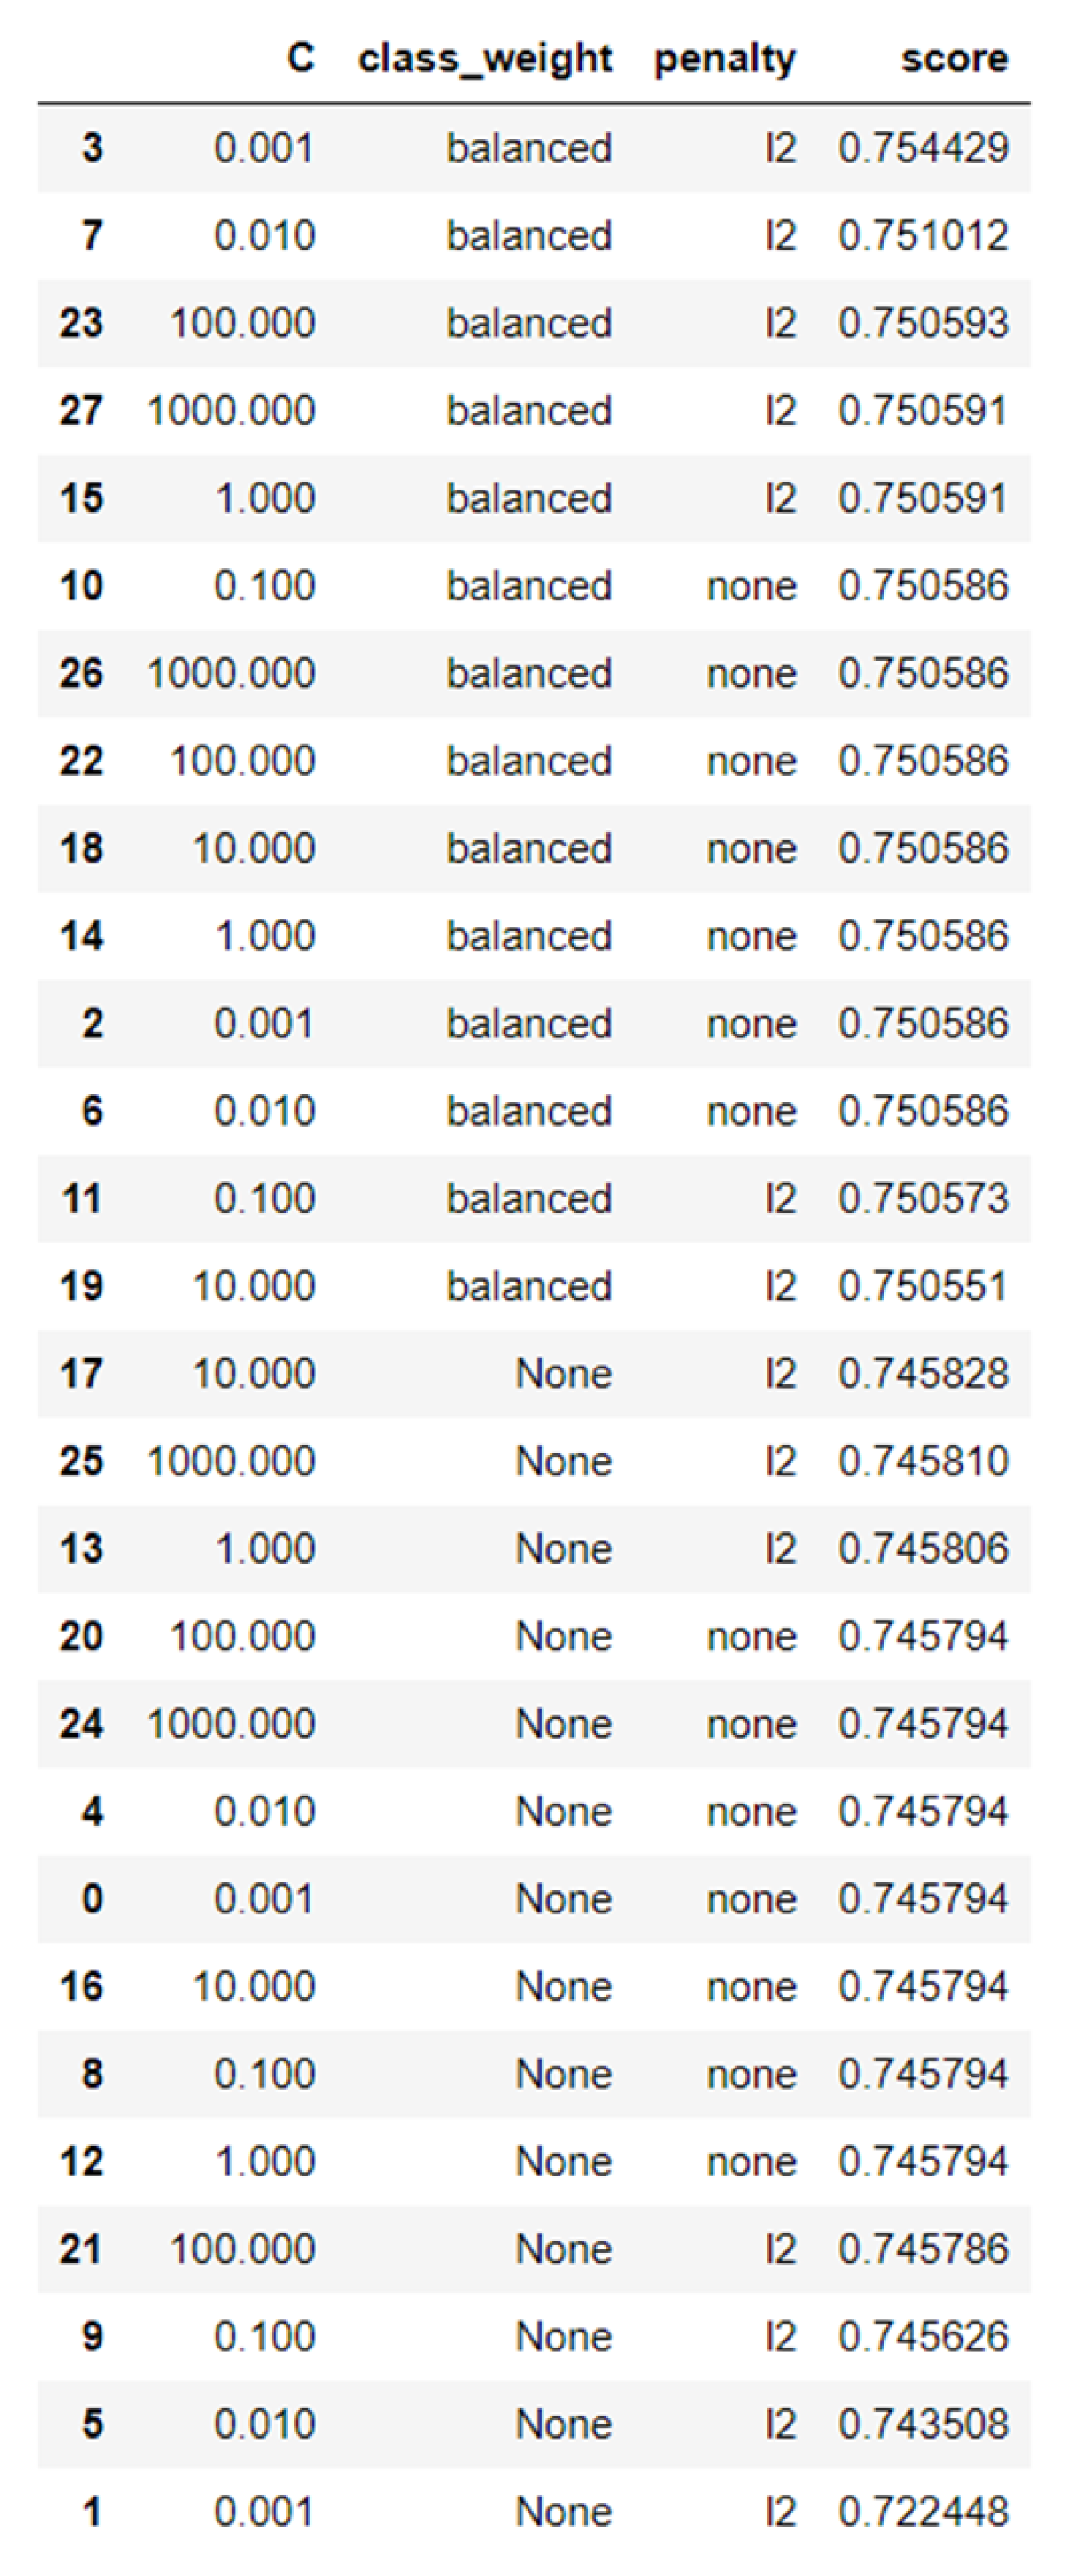 C class_weight penalty score
3 0.001 balanced l2 0.754429
7 0.010 balanced l2 0.751012
23 100.000 balanced l2 0.750593
27 1000.000 balanced l2 0.750591
15 1.000 balanced l2 0.750591
10 0.100 balanced none 0.750586
26 1000.000 balanced none 0.750586
22 100.000 balanced none 0.750586
18 10.000 balanced none 0.750586
14 1.000 balanced none 0.750586
2 0.001 balanced none 0.750586
6 0.010 balanced none 0.750586
11 0.100 balanced l2 0.750573
19 10.000 balanced l2 0.750551
17 10.000 None l2 0.745828
25 1000.000 None l2 0.745810
13 1.000 None l2 0.745806
20 100.000 None none 0.745794
24 1000.000 None none 0.745794
4 0.010 None none 0.745794
0 0.001 None none 0.745794
16 10.000 None none 0.745794
8 0.100 None none 0.745794
12 1.000 None none 0.745794
21 100.000 None l2 0.745786
9 0.100 None l2 0.745626
5 0.010 None l2 0.743508
1 0.001 None l2 0.722448